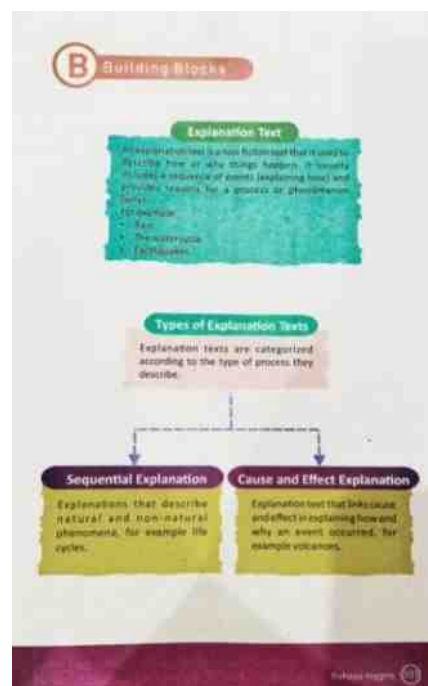 B Building Blocks
Explanation Text
An explanation text is a non fiction text that is used to
describe how or why things happen. It usually
includes a sequence of events (explaining how) and
provides reasons for a process or phenomenon
For example:
• Rain
• The water cycle
• Earthquakes
Types of Explanation Texts
Explanation texts are categorized
according to the type of process they
describe.
Sequential Explanation
Explanations that describe
natural and non-natural
phenomena, for example life
cycles.
Cause and Effect Explanation
Explanation text that links cause
and effect in explaining how and
why an event occurred, for
example volcanoes.
Bahasa Inggris